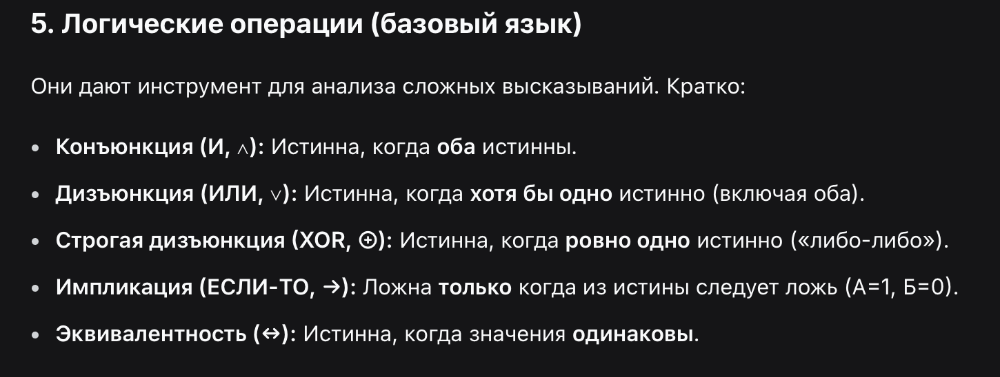 5. Логические операции (базовый язык)
Они дают инструмент для анализа сложных высказываний. Кратко:
• Конъюнкция (И, ∧): Истинна, когда оба истинны.
• Дизъюнкция (ИЛИ, ∨): Истинна, когда хотя бы одно истинно (включая оба).
• Строгая дизъюнкция (XOR, ⊕): Истинна, когда ровно одно истинно («либо-либо»).
• Импликация (ЕСЛИ-ТО, →): Ложна только когда из истины следует ложь (А=1, Б=0).
• Эквивалентность (↔): Истинна, когда значения одинаковы.